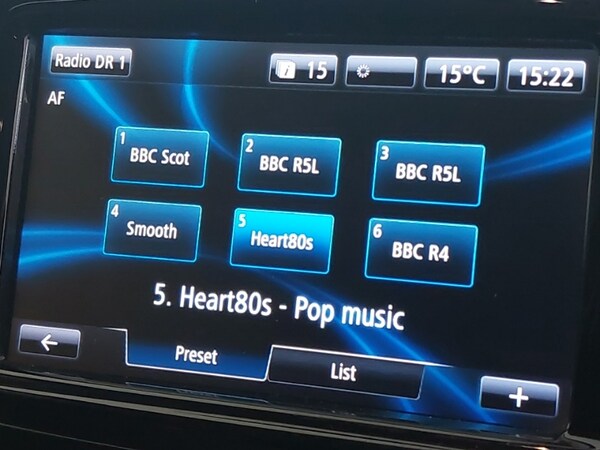 Radio DR 1
i 15
15°C
15:22
AF
1 BBC Scot
2 BBC R5L
3 BBC R5L
4 Smooth
5 Heart80s
6 BBC R4
5. Heart80s - Pop music
Preset
List
+